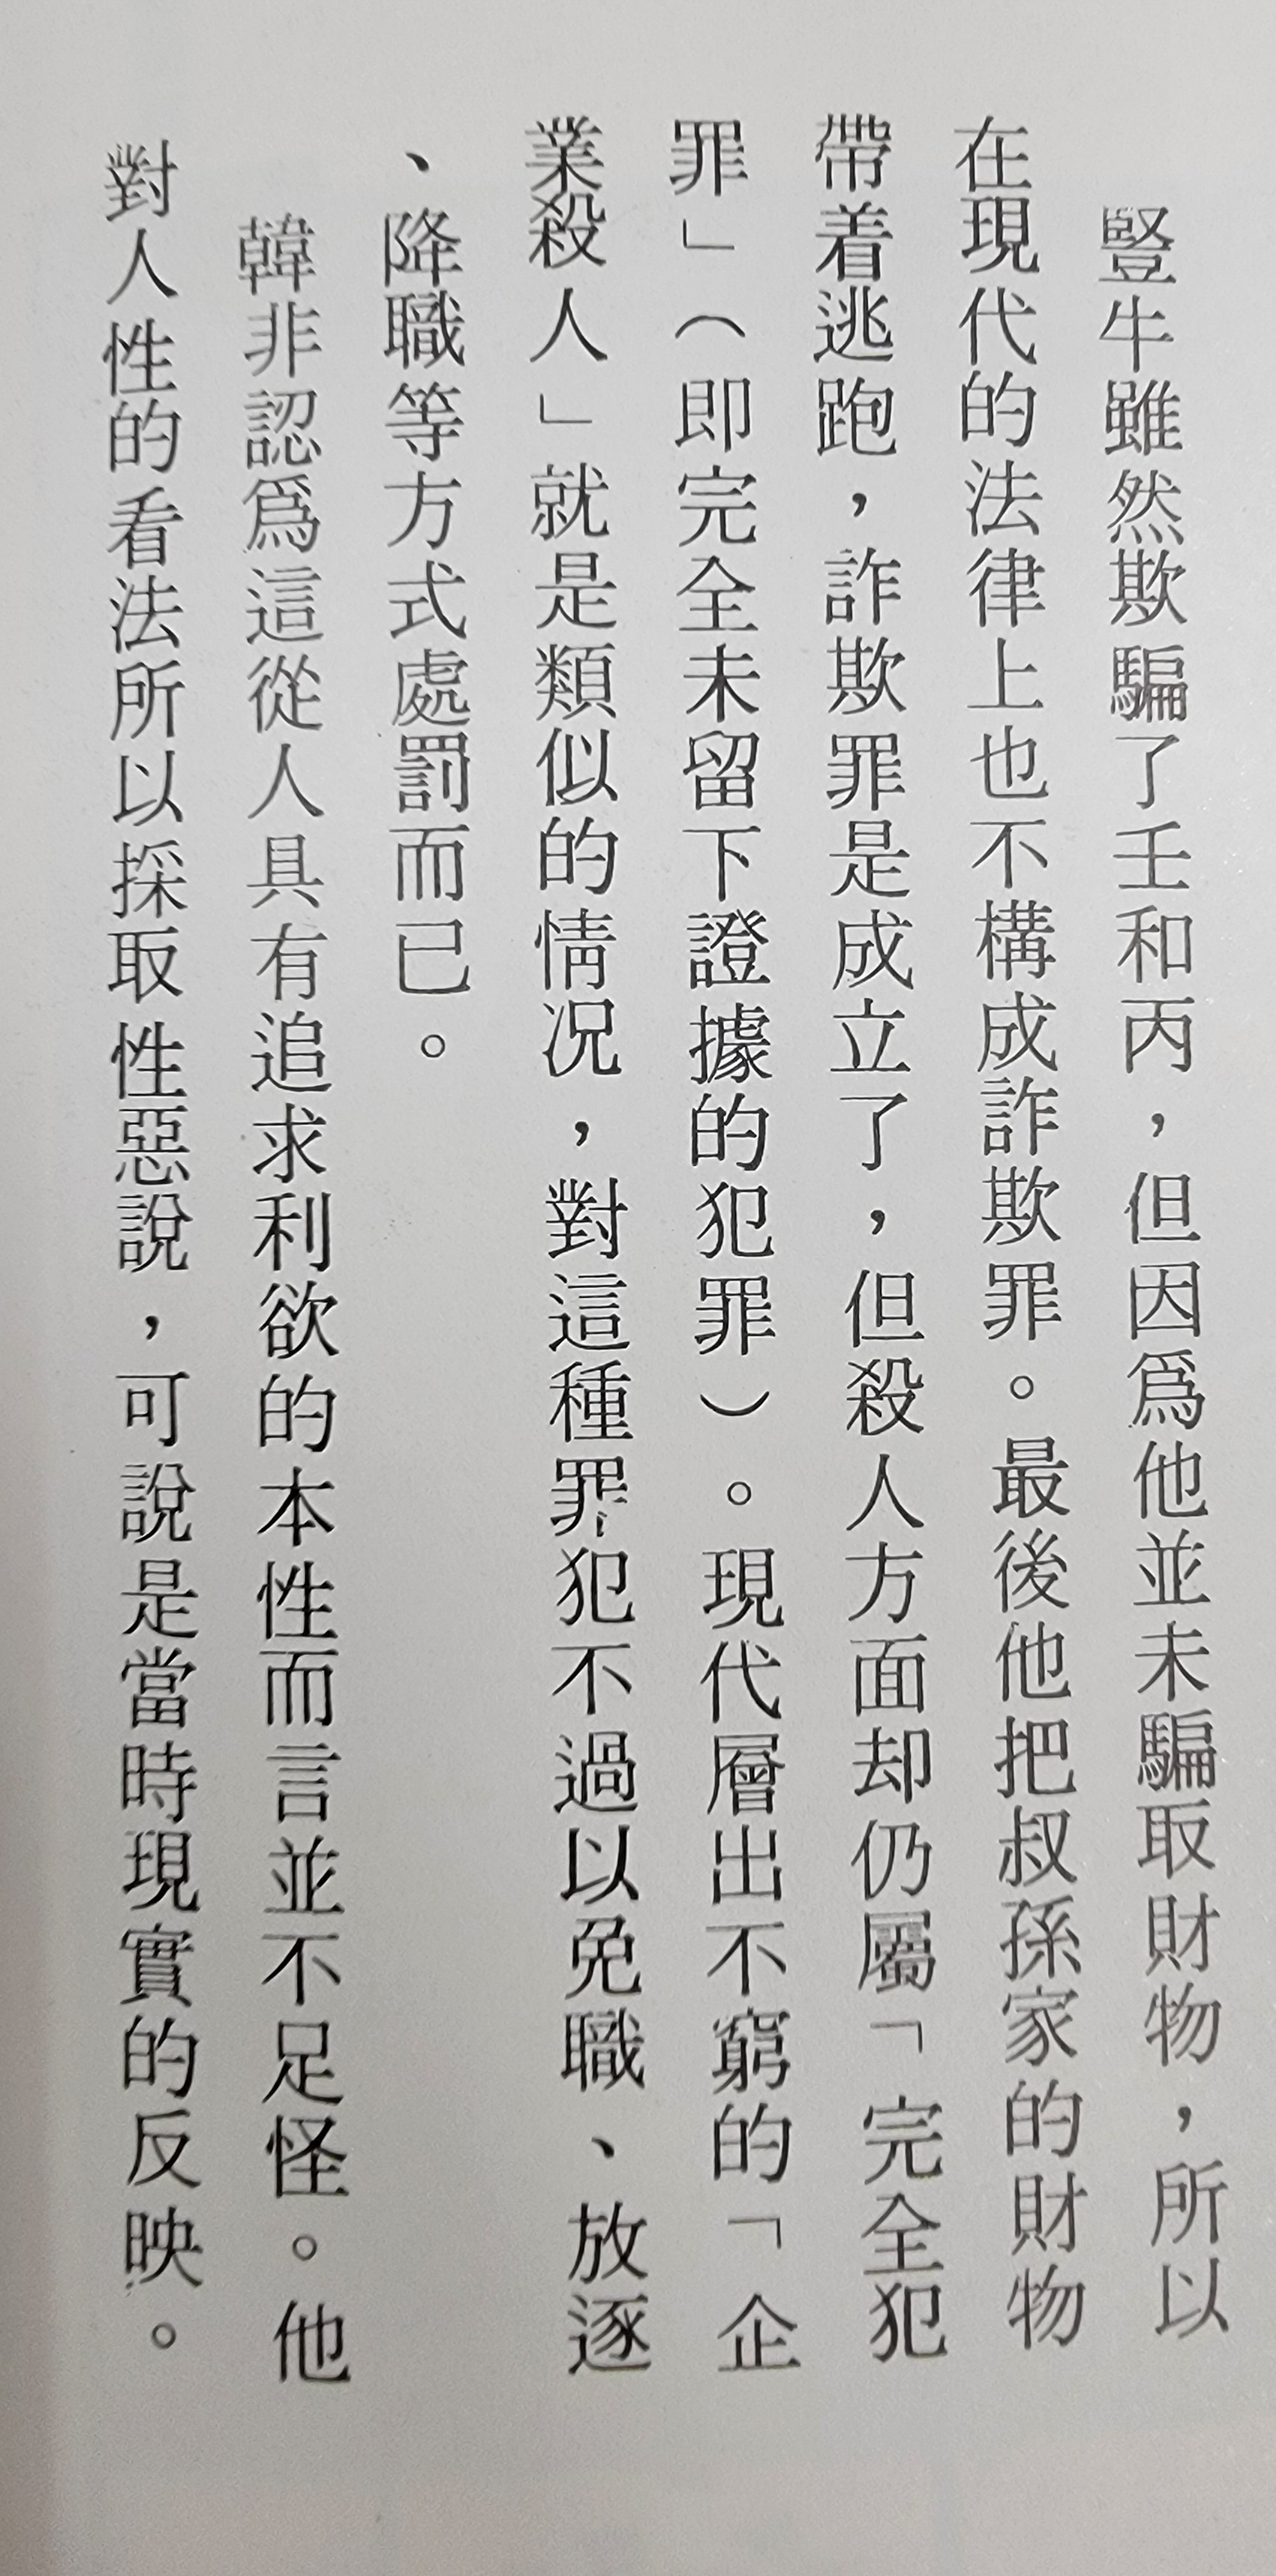 豎牛雖然欺騙了壬和丙，但因爲他並未騙取財物，所以
在現代的法律上也不構成詐欺罪。最後他把叔孫家的財物
帶着逃跑，詐欺罪是成立了，但殺人方面却仍屬「完全犯
罪」（即完全未留下證據的犯罪）。現代層出不窮的「企
業殺人」就是類似的情況，對這種罪犯不過以免職、放逐
、降職等方式處罰而已。
韓非認爲這從人具有追求利欲的本性而言並不足怪。他
對人性的看法所以採取性惡說，可說是當時現實的反映。